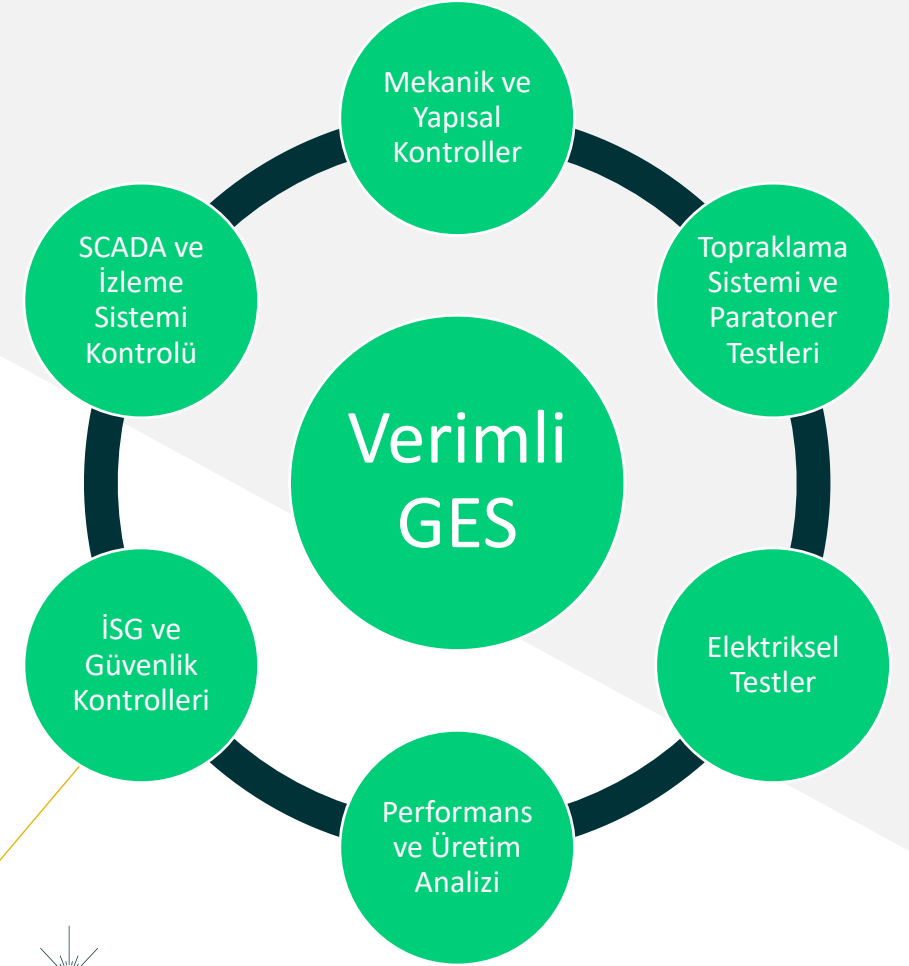 Mekanik ve
Yapısal
Kontroller
Topraklama
Sistemi ve
Paratoner
Testleri
Elektriksel
Testler
Performans
ve Üretim
Analizi
İSG ve
Güvenlik
Kontrolleri
SCADA ve
İzleme
Sistemi
Kontrolü
Verimli
GES